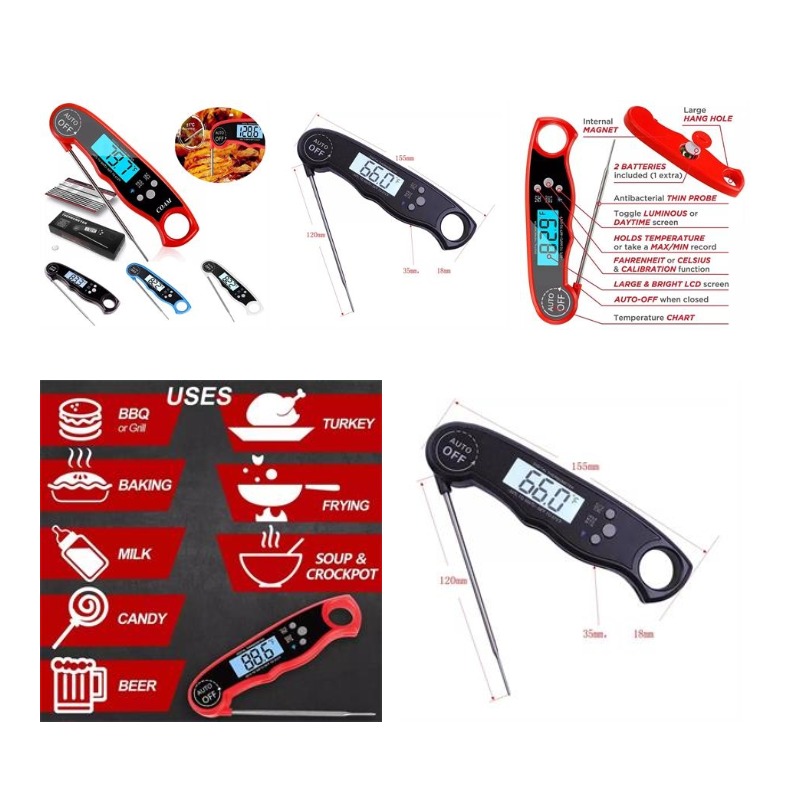 AUTO
OFF
79.7
COAM
128.6
THERMOMETER
AUTO
OFF
66.0°F
155mm
120mm
35mm.
18mm
Internal
MAGNET
Large
HANG HOLE
2 BATTERIES
included (1 extra)
Antibacterial THIN PROBE
Toggle LUMINOUS or
DAYTIME screen
HOLDS TEMPERATURE
or take a MAX/MIN record
FAHRENHEIT or CELSIUS
& CALIBRATION function
LARGE & BRIGHT LCD screen
AUTO-OFF when closed
Temperature CHART
82.9°F
AUTO
OFF
USES
BBQ
or Grill
TURKEY
BAKING
FRYING
MILK
SOUP &
CROCKPOT
CANDY
BEER
88.6°F
AUTO
OFF
AUTO
OFF
66.0°F
155mm
120mm
35mm.
18mm